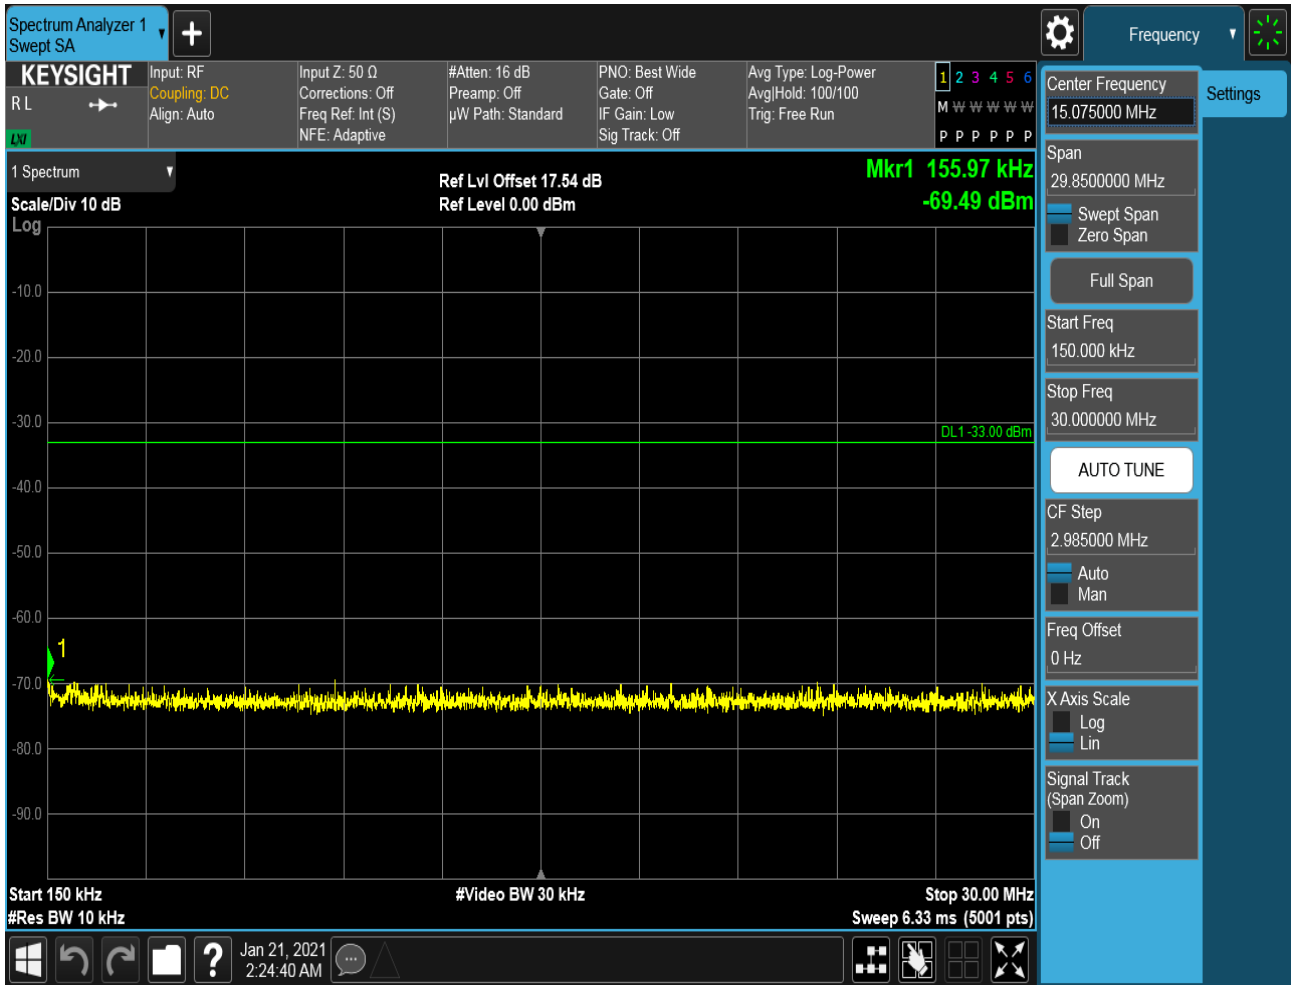 Spectrum Analyzer 1
Swept SA
Frequency
KEYSIGHT
R L
LXI
Input: RF
Coupling: DC
Align: Auto
Input Z: 50 Ω
Corrections: Off
Freq Ref: Int (S)
NFE: Adaptive
#Atten: 16 dB
Preamp: Off
µW Path: Standard
PNO: Best Wide
Gate: Off
IF Gain: Low
Sig Track: Off
Avg Type: Log-Power
Avg|Hold: 100/100
Trig: Free Run
1 2 3 4 5 6
M W W W W W
P P P P P P
1 Spectrum
Scale/Div 10 dB
Log
Ref Lvl Offset 17.54 dB
Ref Level 0.00 dBm
Mkr1 155.97 kHz
-69.49 dBm
-10.0
-20.0
-30.0
DL1 -33.00 dBm
-40.0
-50.0
-60.0
1
-70.0
-80.0
-90.0
Start 150 kHz
#Video BW 30 kHz
Stop 30.00 MHz
#Res BW 10 kHz
Sweep 6.33 ms (5001 pts)
Jan 21, 2021
2:24:40 AM
Center Frequency
15.075000 MHz
Settings
Span
29.8500000 MHz
Swept Span
Zero Span
Full Span
Start Freq
150.000 kHz
Stop Freq
30.000000 MHz
AUTO TUNE
CF Step
2.985000 MHz
Auto
Man
Freq Offset
0 Hz
X Axis Scale
Log
Lin
Signal Track
(Span Zoom)
On
Off